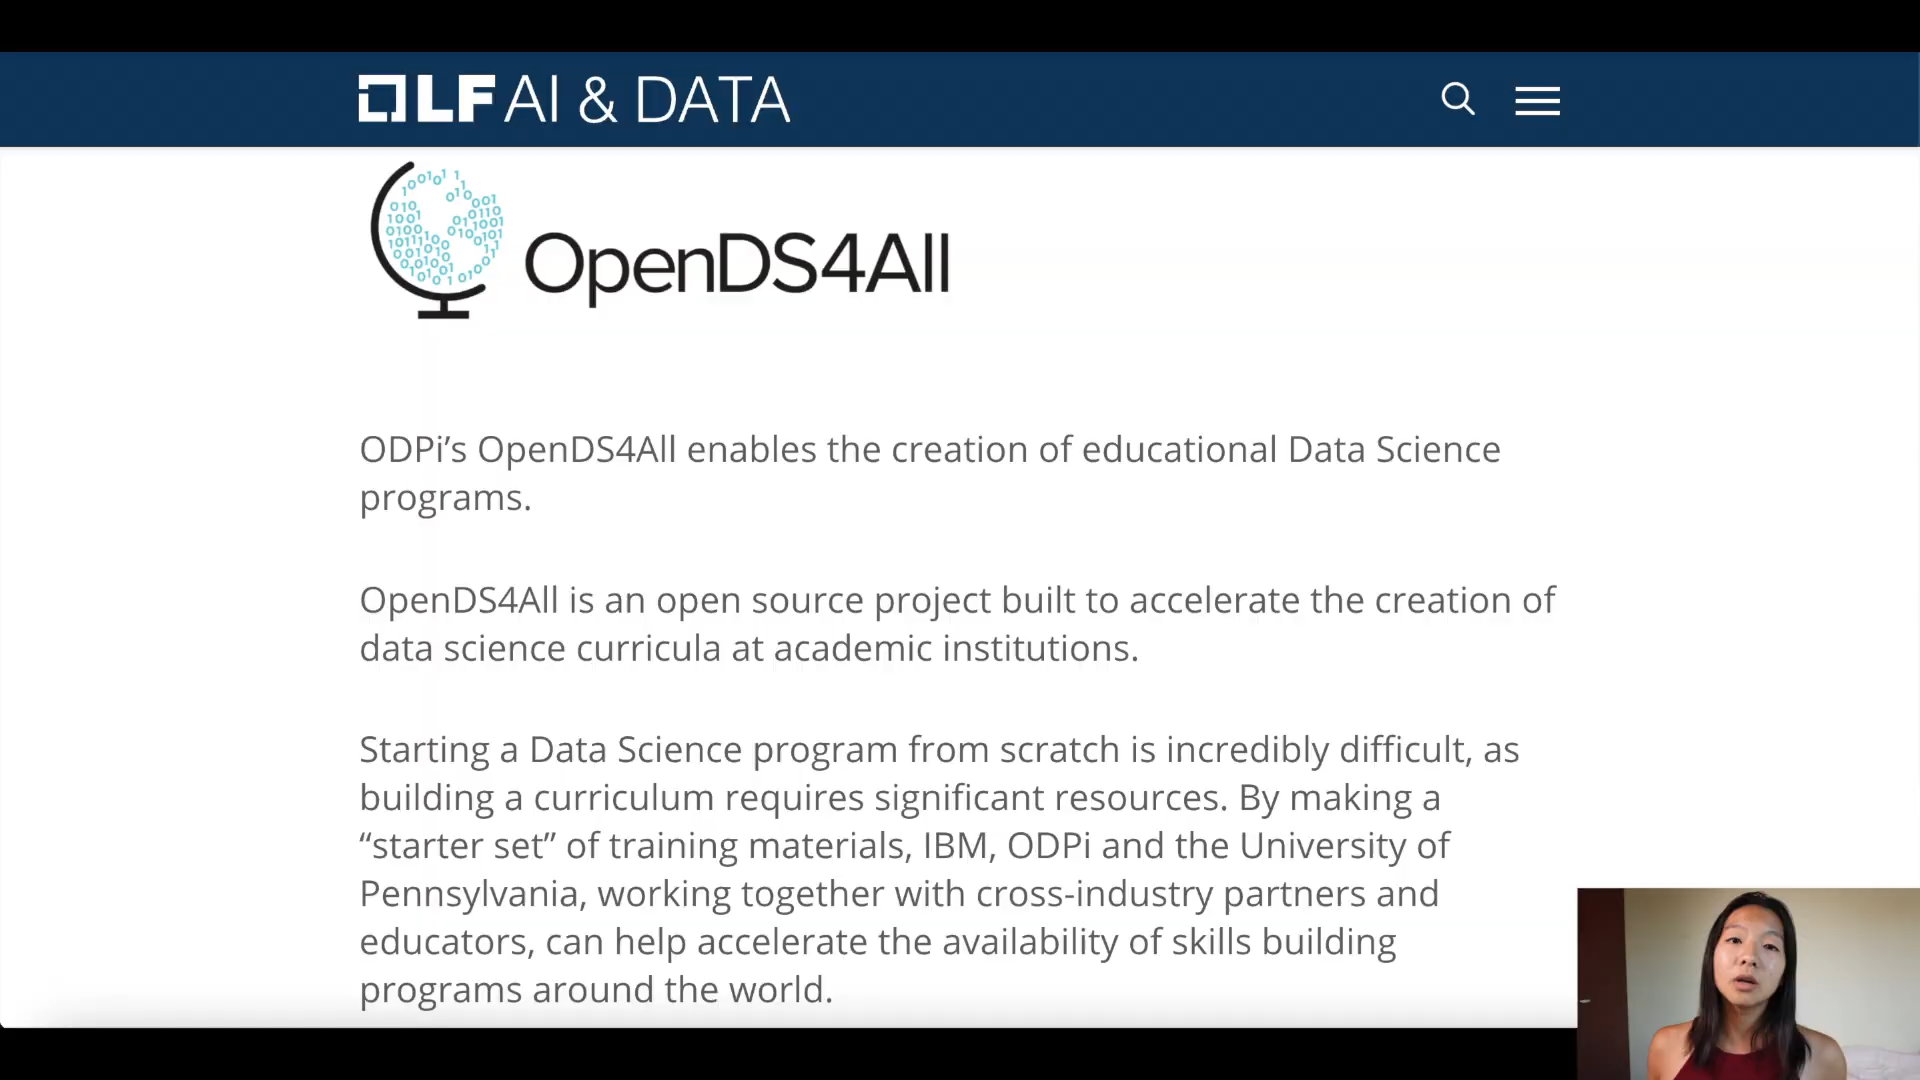 LF AI & DATA
OpenDS4All
ODPi’s OpenDS4All enables the creation of educational Data Science
programs.
OpenDS4All is an open source project built to accelerate the creation of
data science curricula at academic institutions.
Starting a Data Science program from scratch is incredibly difficult, as
building a curriculum requires significant resources. By making a
“starter set” of training materials, IBM, ODPi and the University of
Pennsylvania, working together with cross-industry partners and
educators, can help accelerate the availability of skills building
programs around the world.